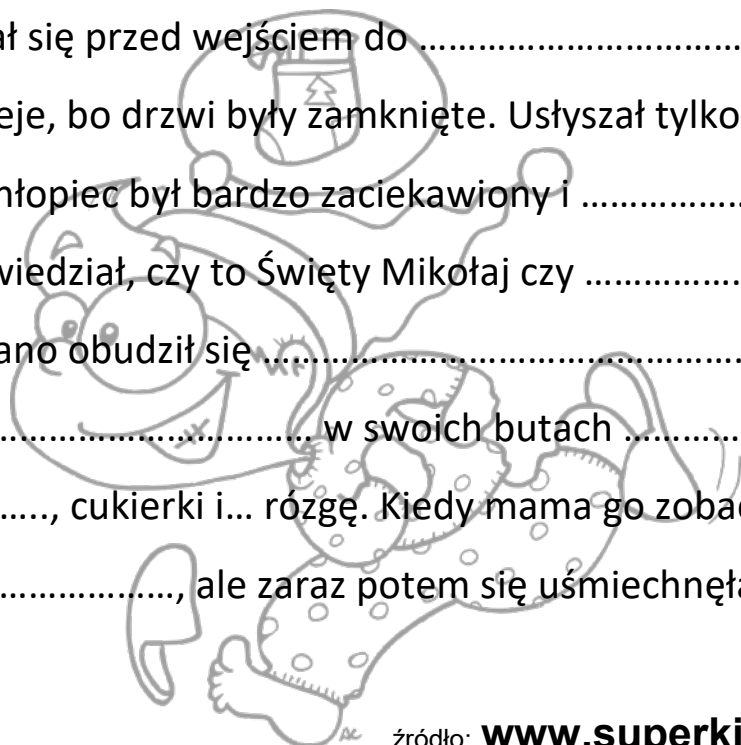 ał się przed wejściem do ……………………………
eje, bo drzwi były zamknięte. Usłyszał tylko
hłopiec był bardzo zaciekawiony i ………………
wiedział, czy to Święty Mikołaj czy ………………
ano obudził się …………………………………………
………………………………… w swoich butach ……………
….., cukierki i… rózgę. Kiedy mama go zoba
…………………, ale zaraz potem się uśmiechnęła
źródło: www.superki